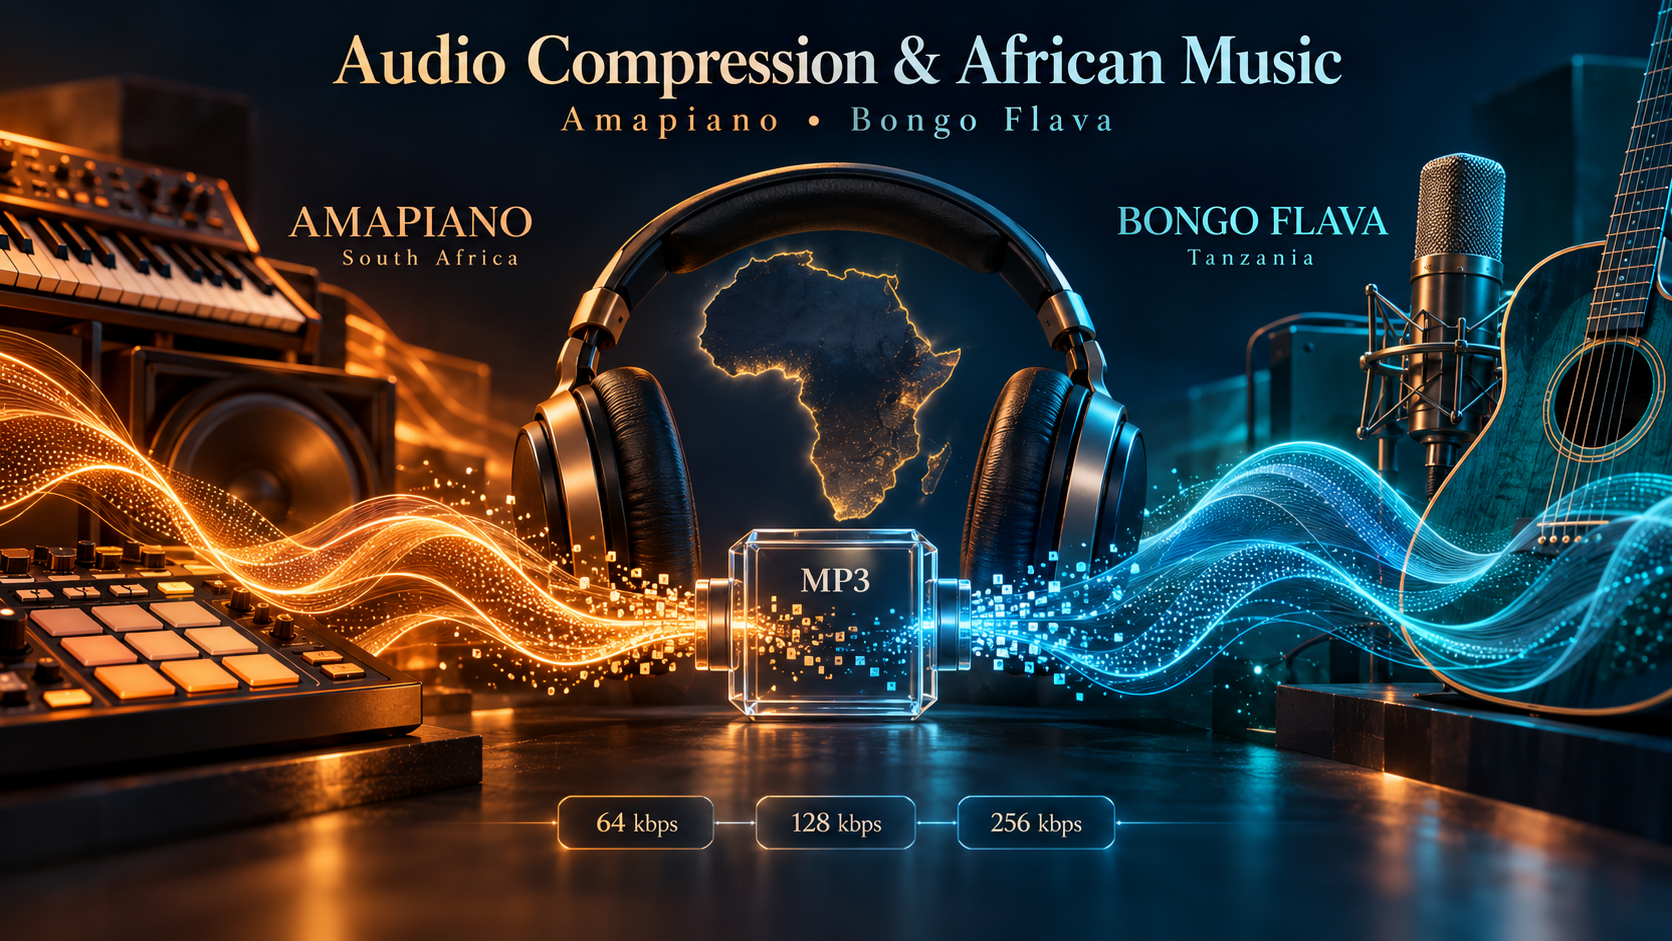 Audio Compression & African Music
Amapiano • Bongo Flava
AMAPIANO
South Africa
BONGO FLAVA
Tanzania
MP3
64 kbps
128 kbps
256 kbps